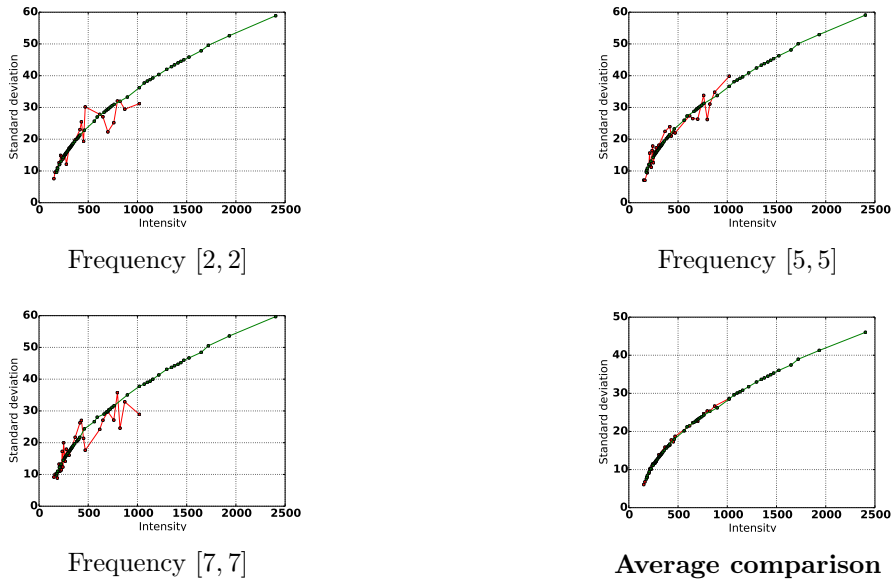 60
50
40
30
20
10
0
Standard deviation
0 500 1000 1500 2000 2500
Intensity
Frequency [2, 2]
60
50
40
30
20
10
0
Standard deviation
0 500 1000 1500 2000 2500
Intensity
Frequency [5, 5]
60
50
40
30
20
10
0
Standard deviation
0 500 1000 1500 2000 2500
Intensity
Frequency [7, 7]
50
40
30
20
10
0
Standard deviation
0 500 1000 1500 2000 2500
Intensity
Average comparison